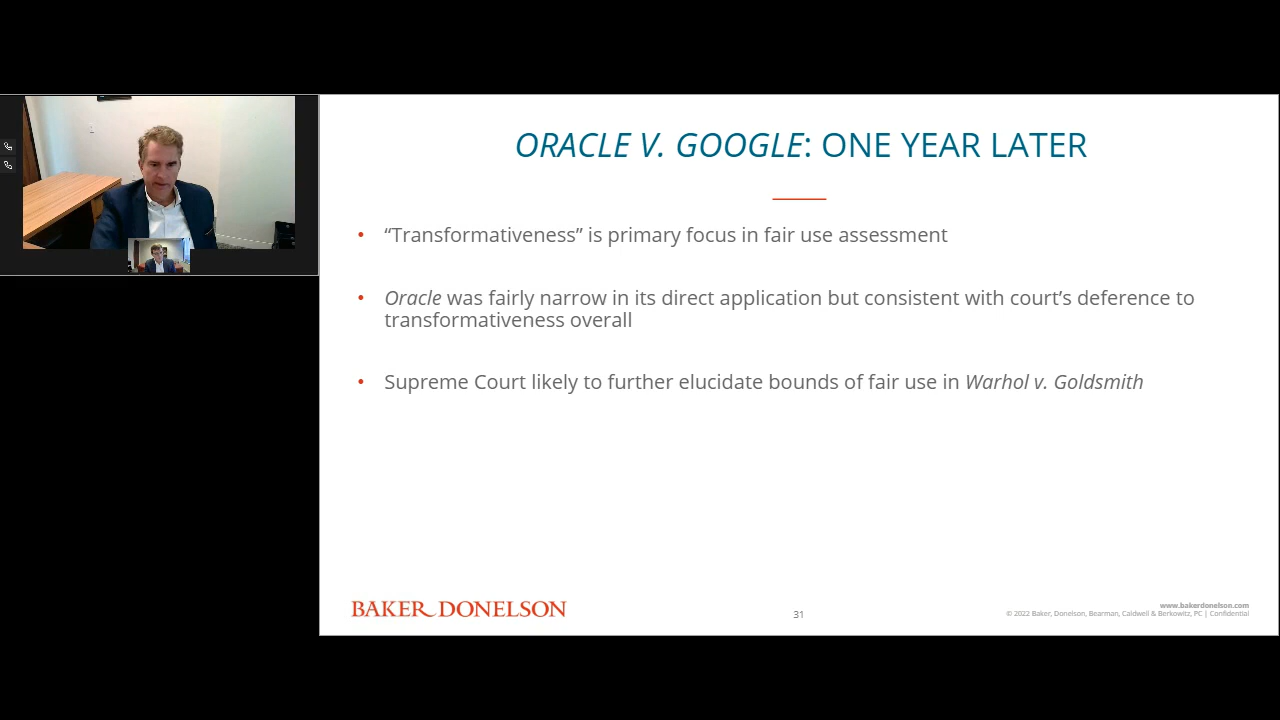 ORACLE V. GOOGLE: ONE YEAR LATER
• “Transformativeness” is primary focus in fair use assessment
• Oracle was fairly narrow in its direct application but consistent with court’s deference to
transformativeness overall
• Supreme Court likely to further elucidate bounds of fair use in Warhol v. Goldsmith
BAKER DONELSON
31
www.bakerdonelson.com
© 2022 Baker, Donelson, Bearman, Caldwell & Berkowitz, PC | Confidential